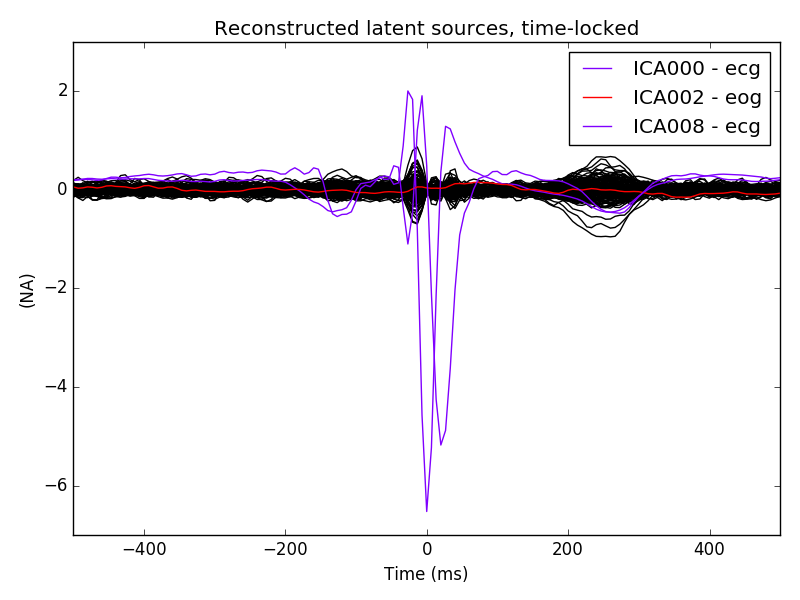 Reconstructed latent sources, time-locked
ICA000 - ecg
ICA002 - eog
ICA008 - ecg
2
0
−2
−4
−6
(NA)
−400 −200 0 200 400
Time (ms)